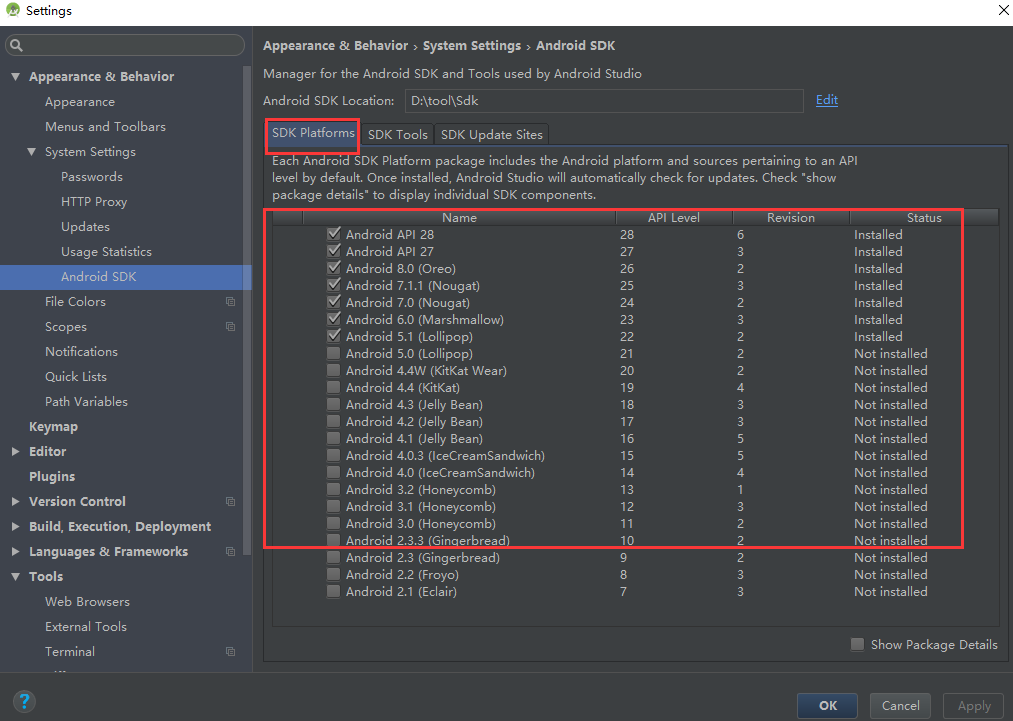 Settings
Appearance & Behavior › System Settings › Android SDK
Manager for the Android SDK and Tools used by Android Studio
Android SDK Location: D:\tool\Sdk Edit
SDK Platforms SDK Tools SDK Update Sites
Each Android SDK Platform package includes the Android platform and sources pertaining to an API
level by default. Once installed, Android Studio will automatically check for updates. Check "show
package details" to display individual SDK components.
Name API Level Revision Status
Android API 28 28 6 Installed
Android API 27 27 3 Installed
Android 8.0 (Oreo) 26 2 Installed
Android 7.1.1 (Nougat) 25 3 Installed
Android 7.0 (Nougat) 24 2 Installed
Android 6.0 (Marshmallow) 23 3 Installed
Android 5.1 (Lollipop) 22 2 Installed
Android 5.0 (Lollipop) 21 2 Not installed
Android 4.4W (KitKat Wear) 20 2 Not installed
Android 4.4 (KitKat) 19 4 Not installed
Android 4.3 (Jelly Bean) 18 3 Not installed
Android 4.2 (Jelly Bean) 17 3 Not installed
Android 4.1 (Jelly Bean) 16 5 Not installed
Android 4.0.3 (IceCreamSandwich) 15 5 Not installed
Android 4.0 (IceCreamSandwich) 14 4 Not installed
Android 3.2 (Honeycomb) 13 1 Not installed
Android 3.1 (Honeycomb) 12 3 Not installed
Android 3.0 (Honeycomb) 11 2 Not installed
Android 2.3.3 (Gingerbread) 10 2 Not installed
Android 2.3 (Gingerbread) 9 2 Not installed
Android 2.2 (Froyo) 8 3 Not installed
Android 2.1 (Eclair) 7 3 Not installed
Show Package Details
Appearance & Behavior
Appearance
Menus and Toolbars
System Settings
Passwords
HTTP Proxy
Updates
Usage Statistics
Android SDK
File Colors
Scopes
Notifications
Quick Lists
Path Variables
Keymap
Editor
Plugins
Version Control
Build, Execution, Deployment
Languages & Frameworks
Tools
Web Browsers
External Tools
Terminal
?
OK Cancel Apply